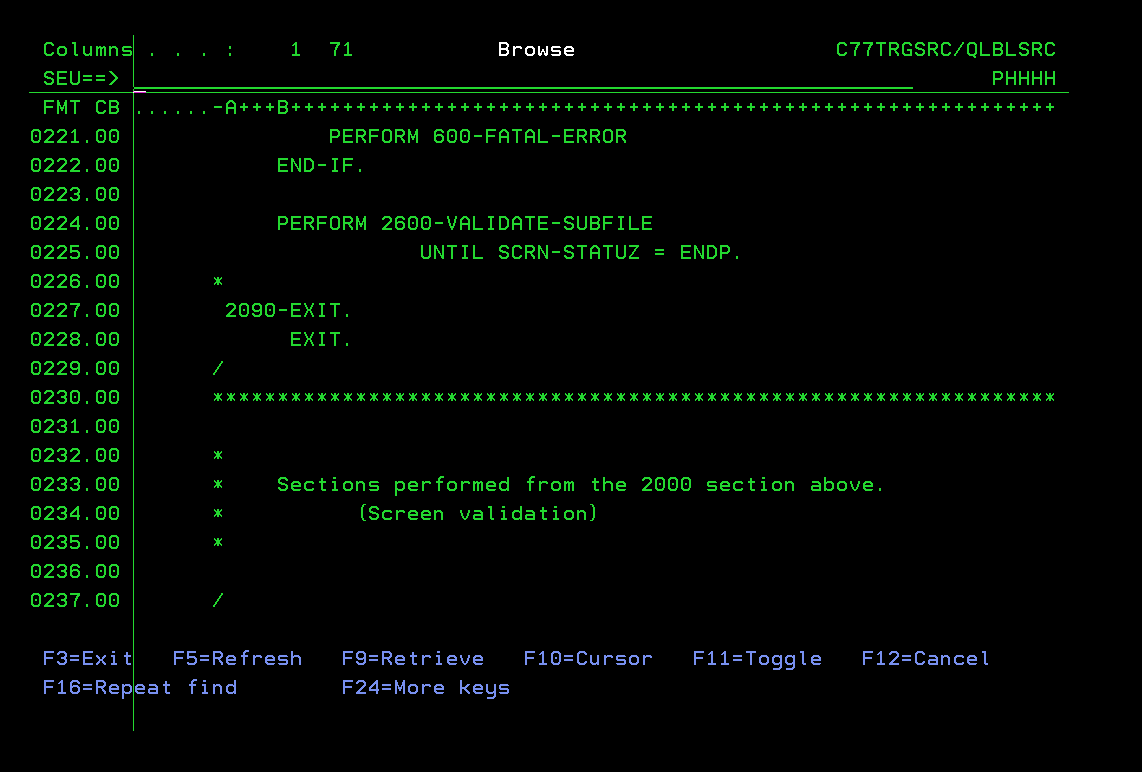 Columns . . . :    1  71           Browse                    C77TRGSRC/QLBLSRC
SEU==>                                                                   PHHHH
FMT CB ......-A+++B+++++++++++++++++++++++++++++++++++++++++++++++++++++++++++
0221.00                PERFORM 600-FATAL-ERROR
0222.00            END-IF.
0223.00
0224.00            PERFORM 2600-VALIDATE-SUBFILE
0225.00                       UNTIL SCRN-STATUZ = ENDP.
0226.00       *
0227.00        2090-EXIT.
0228.00             EXIT.
0229.00       /
0230.00       *****************************************************************
0231.00
0232.00       *
0233.00       *    Sections performed from the 2000 section above.
0234.00       *          (Screen validation)
0235.00       *
0236.00
0237.00       /
F3=Exit   F5=Refresh   F9=Retrieve   F10=Cursor   F11=Toggle   F12=Cancel
F16=Repeat find        F24=More keys